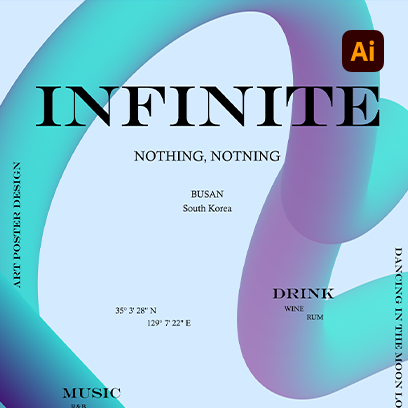 Ai
INFINITE
NOTHING, NOTNING
BUSAN
South Korea
ART POSTER DESIGN
DANCING IN THE MOON
35° 3' 28" N
129° 7' 22" E
DRINK
WINE
RUM
MUSIC
R&B